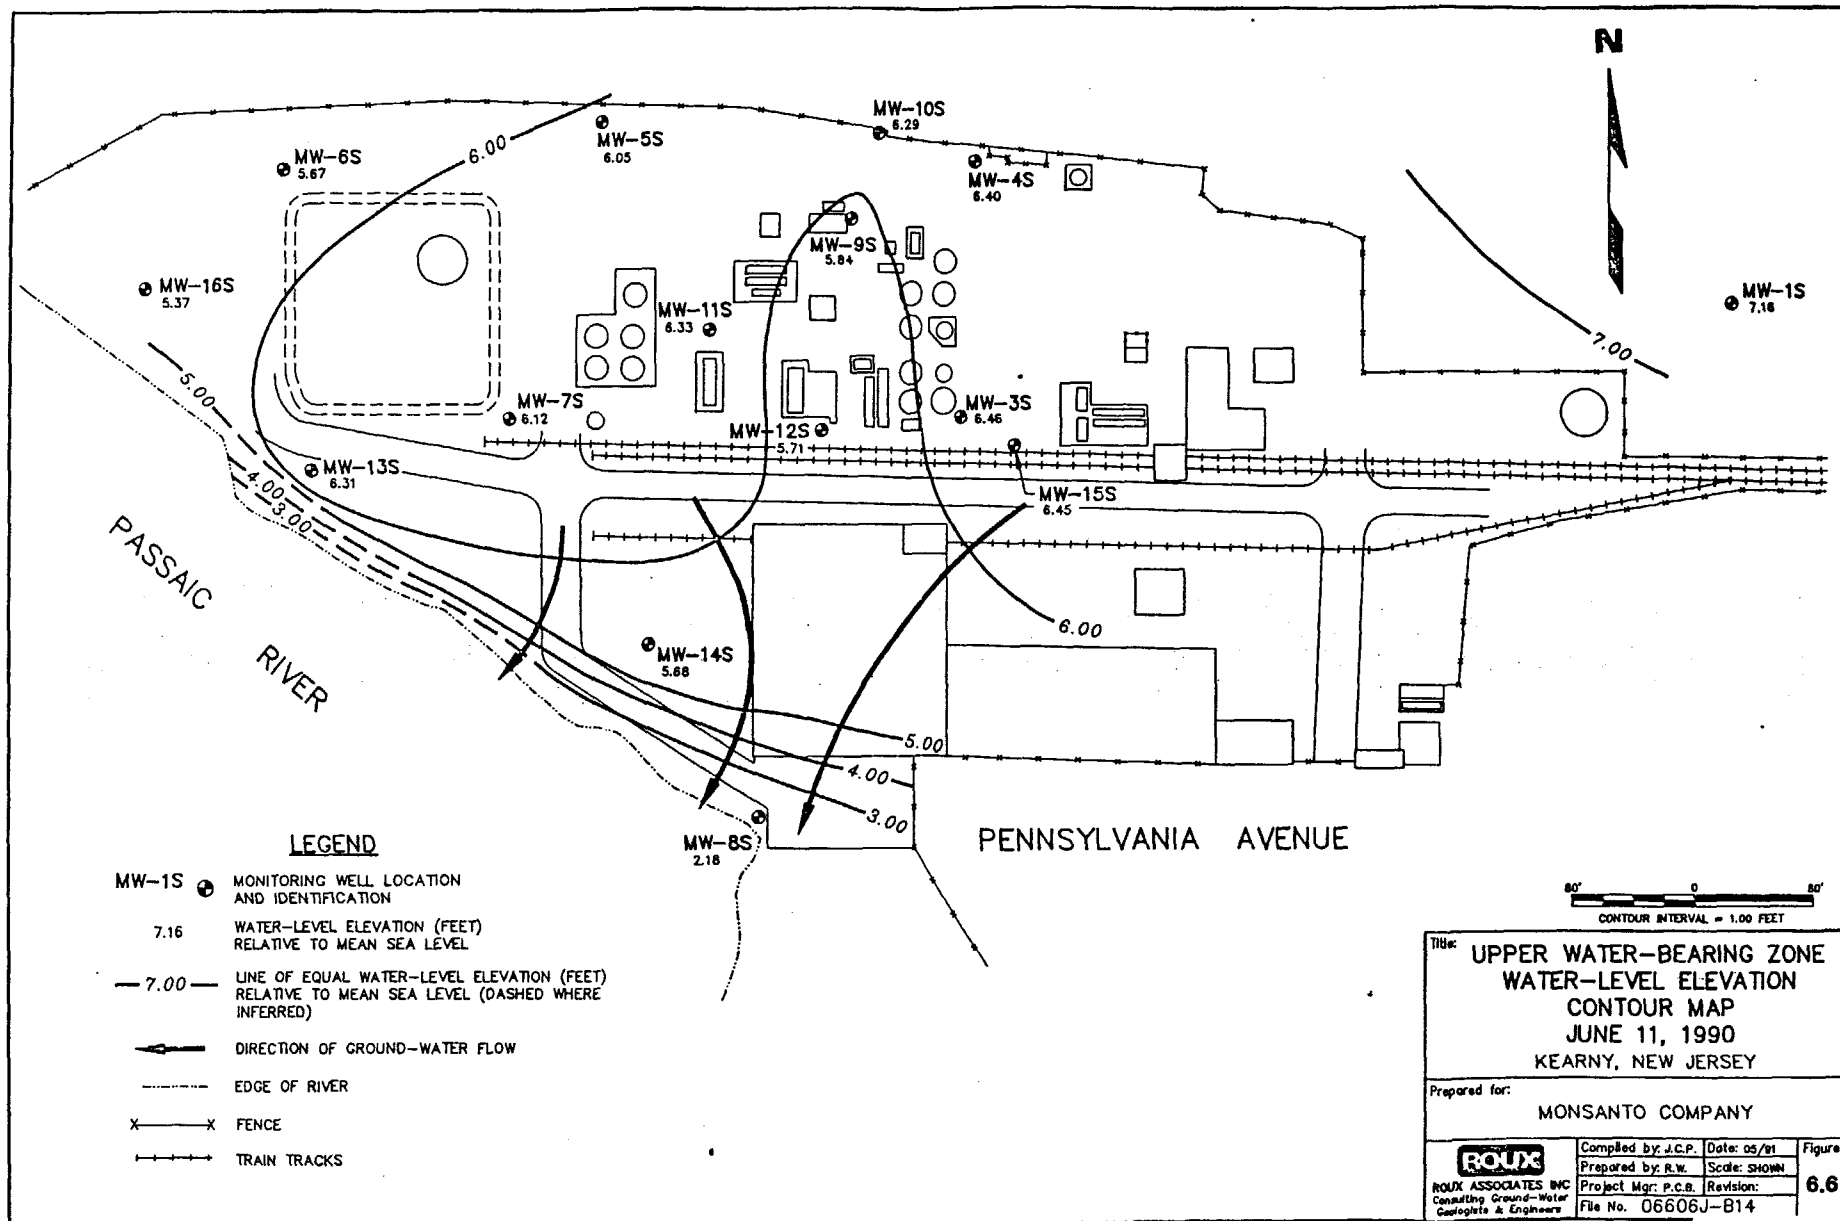 N
MW-10S
6.29
MW-5S
6.05
6.00
MW-6S
5.67
MW-4S
6.40
MW-9S
5.84
MW-16S
5.37
MW-1S
7.16
MW-11S
6.33
7.00
5.00
MW-7S
6.12
MW-3S
6.46
MW-12S
5.71
MW-13S
6.31
4.00
3.00
MW-15S
6.45
PASSAIC
RIVER
6.00
MW-14S
5.68
5.00
4.00
3.00
MW-8S
2.18
PENNSYLVANIA AVENUE
LEGEND
MW-1S MONITORING WELL LOCATION
AND IDENTIFICATION
7.16 WATER-LEVEL ELEVATION (FEET)
RELATIVE TO MEAN SEA LEVEL
7.00 LINE OF EQUAL WATER-LEVEL ELEVATION (FEET)
RELATIVE TO MEAN SEA LEVEL (DASHED WHERE
INFERRED)
DIRECTION OF GROUND-WATER FLOW
EDGE OF RIVER
FENCE
TRAIN TRACKS
80' 0 80'
CONTOUR INTERVAL = 1.00 FEET
Title:
UPPER WATER-BEARING ZONE
WATER-LEVEL ELEVATION
CONTOUR MAP
JUNE 11, 1990
KEARNY, NEW JERSEY
Prepared for:
MONSANTO COMPANY
ROUX
ROUX ASSOCIATES INC
Consulting Ground-Water
Geologists & Engineers
Compiled by: J.C.P. Date: 05/91
Prepared by: R.W. Scale: SHOWN
Project Mgr: P.C.B. Revision:
File No. 06606J-B14
Figure
6.6